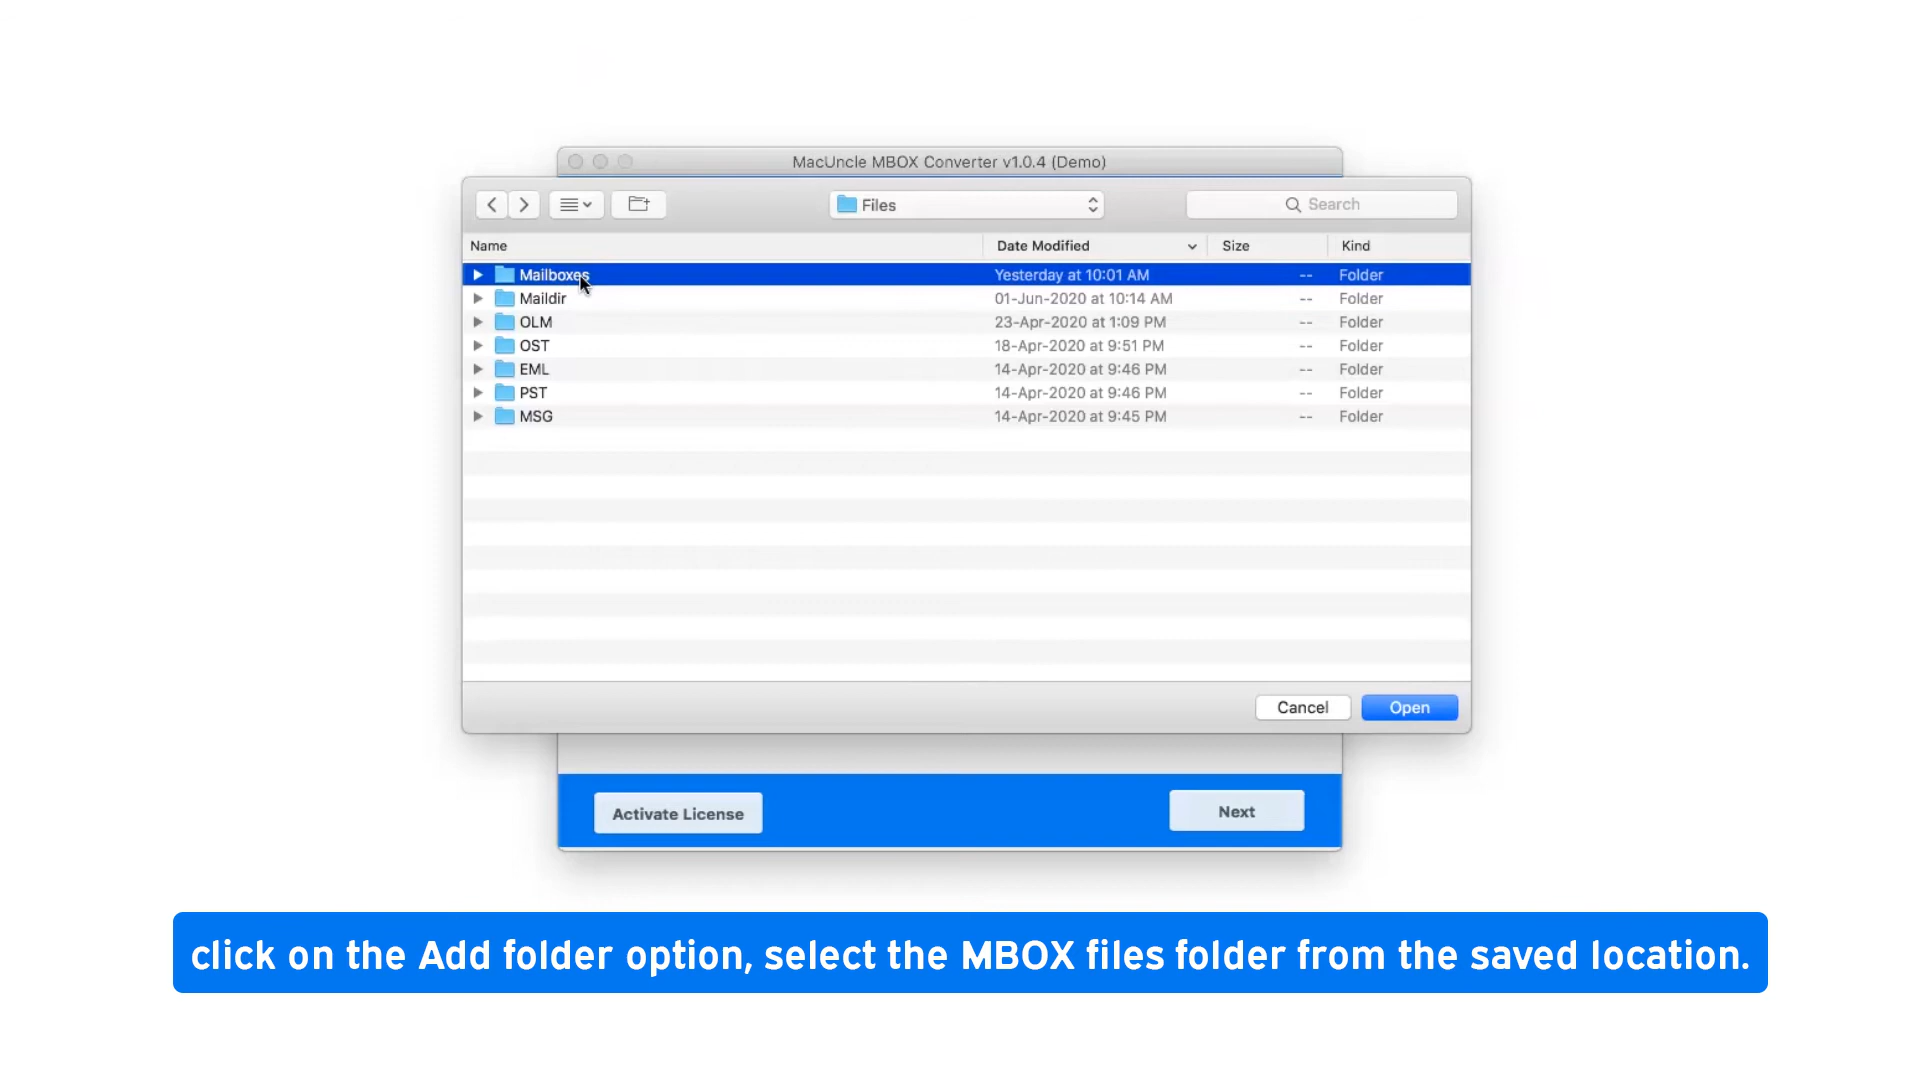 MacUncle MBOX Converter v1.0.4 (Demo)
Files
Search
Name Date Modified Size Kind
Mailboxes Yesterday at 10:01 AM -- Folder
Maildir 01-Jun-2020 at 10:14 AM -- Folder
OLM 23-Apr-2020 at 1:09 PM -- Folder
OST 18-Apr-2020 at 9:51 PM -- Folder
EML 14-Apr-2020 at 9:46 PM -- Folder
PST 14-Apr-2020 at 9:46 PM -- Folder
MSG 14-Apr-2020 at 9:45 PM -- Folder
Cancel Open
Activate License Next
click on the Add folder option, select the MBOX files folder from the saved location.